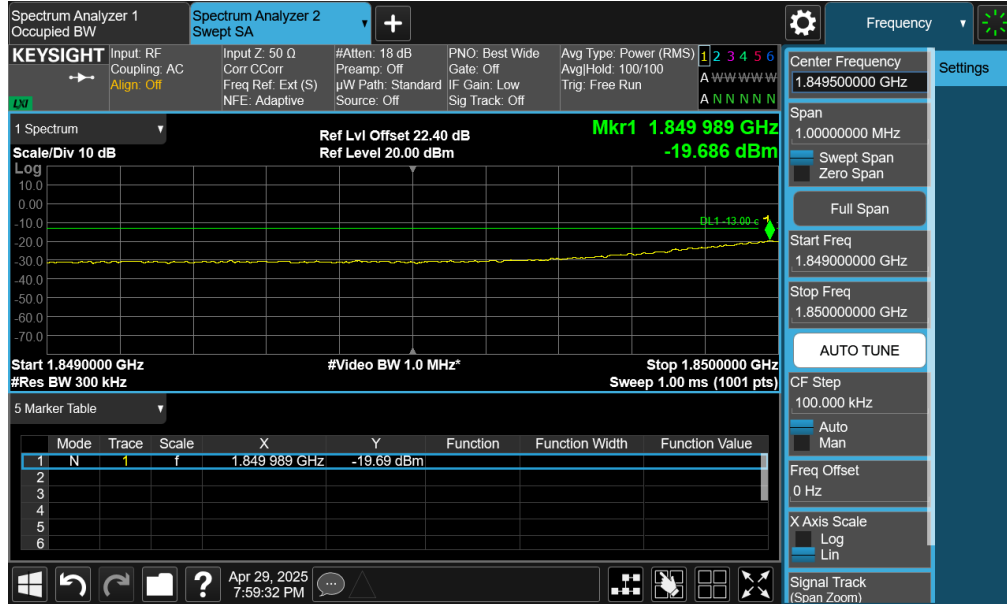 Spectrum Analyzer 1
Occupied BW
Spectrum Analyzer 2
Swept SA
Frequency
KEYSIGHT
LXI
Input: RF
Coupling: AC
Align: Off
Input Z: 50 Ω
Corr CCorr
Freq Ref: Ext (S)
NFE: Adaptive
#Atten: 18 dB
Preamp: Off
µW Path: Standard
Source: Off
PNO: Best Wide
Gate: Off
IF Gain: Low
Sig Track: Off
Avg Type: Power (RMS)
Avg|Hold: 100/100
Trig: Free Run
1 2 3 4 5 6
A W W W W W
A N N N N N
1 Spectrum
Scale/Div 10 dB
Ref Lvl Offset 22.40 dB
Ref Level 20.00 dBm
Mkr1 1.849 989 GHz
-19.686 dBm
Log
10.0
0.00
-10.0
-20.0
-30.0
-40.0
-50.0
-60.0
-70.0
DL1 -13.00 c
1
Start 1.8490000 GHz
#Video BW 1.0 MHz*
Stop 1.8500000 GHz
#Res BW 300 kHz
Sweep 1.00 ms (1001 pts)
5 Marker Table
Mode Trace Scale X Y Function Function Width Function Value
1 N 1 f 1.849 989 GHz -19.69 dBm
2
3
4
5
6
Center Frequency
1.849500000 GHz
Settings
Span
1.00000000 MHz
Swept Span
Zero Span
Full Span
Start Freq
1.849000000 GHz
Stop Freq
1.850000000 GHz
AUTO TUNE
CF Step
100.000 kHz
Auto
Man
Freq Offset
0 Hz
X Axis Scale
Log
Lin
Signal Track
(Span Zoom)
?
Apr 29, 2025
7:59:32 PM